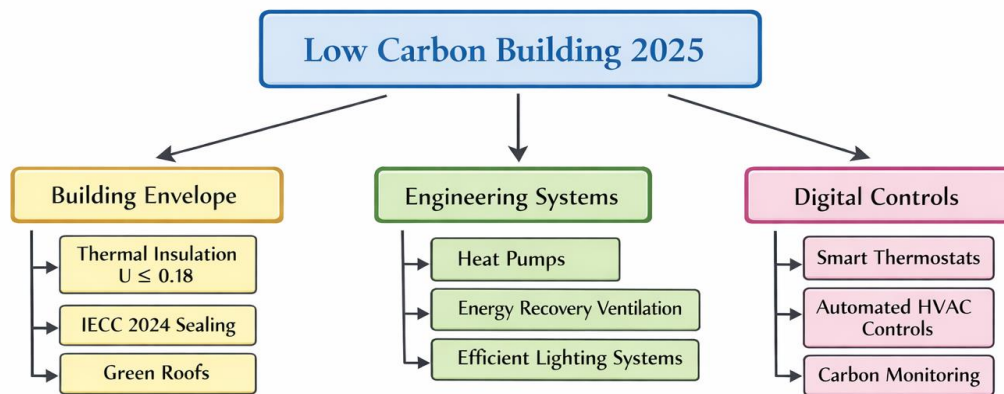 Low Carbon Building 2025
Building Envelope
Thermal Insulation
U ≤ 0.18
IECC 2024 Sealing
Green Roofs
Engineering Systems
Heat Pumps
Energy Recovery Ventilation
Efficient Lighting Systems
Digital Controls
Smart Thermostats
Automated HVAC
Controls
Carbon Monitoring